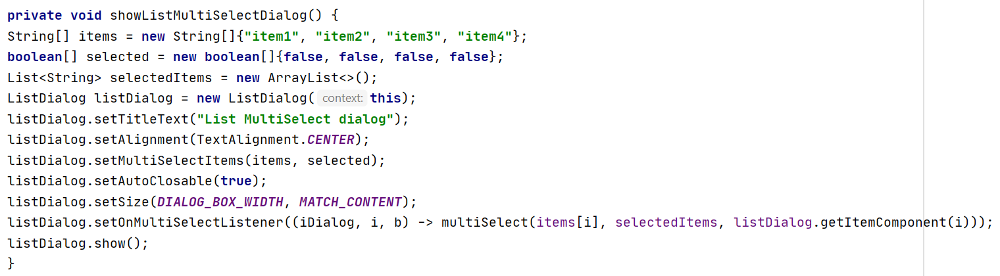 private void showListMultiSelectDialog() {
String[] items = new String[]{"item1", "item2", "item3", "item4"};
boolean[] selected = new boolean[]{false, false, false, false};
List<String> selectedItems = new ArrayList<>();
ListDialog listDialog = new ListDialog( context: this);
listDialog.setTitleText("List MultiSelect dialog");
listDialog.setAlignment(TextAlignment.CENTER);
listDialog.setMultiSelectItems(items, selected);
listDialog.setAutoClosable(true);
listDialog.setSize(DIALOG_BOX_WIDTH, MATCH_CONTENT);
listDialog.setOnMultiSelectListener((iDialog, i, b) -> multiSelect(items[i], selectedItems, listDialog.getItemComponent(i)));
listDialog.show();
}